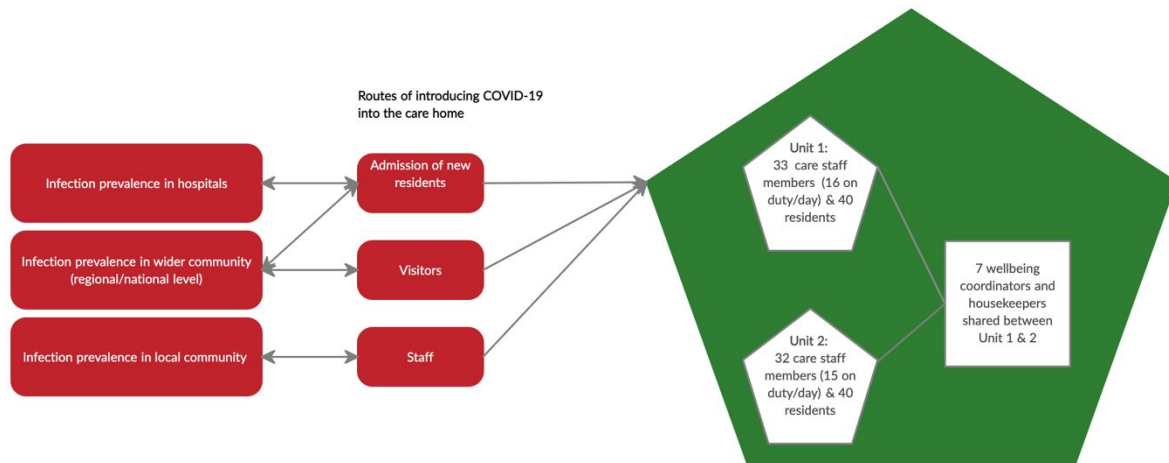 Routes of introducing COVID-19
into the care home
Infection prevalence in hospitals
Infection prevalence in wider community
(regional/national level)
Infection prevalence in local community
Admission of new
residents
Visitors
Staff
Unit 1:
33 care staff
members (16 on
duty/day) & 40
residents
Unit 2:
32 care staff
members (15 on
duty/day) & 40
residents
7 wellbeing
coordinators and
housekeepers
shared between
Unit 1 & 2